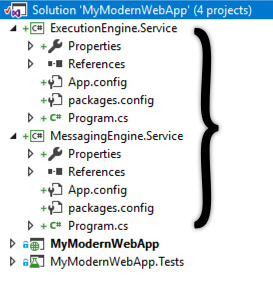 Solution 'MyModernWebApp' (4 projects)
ExecutionEngine.Service
Properties
References
App.config
packages.config
Program.cs
MessagingEngine.Service
Properties
References
App.config
packages.config
Program.cs
MyModernWebApp
MyModernWebApp.Tests